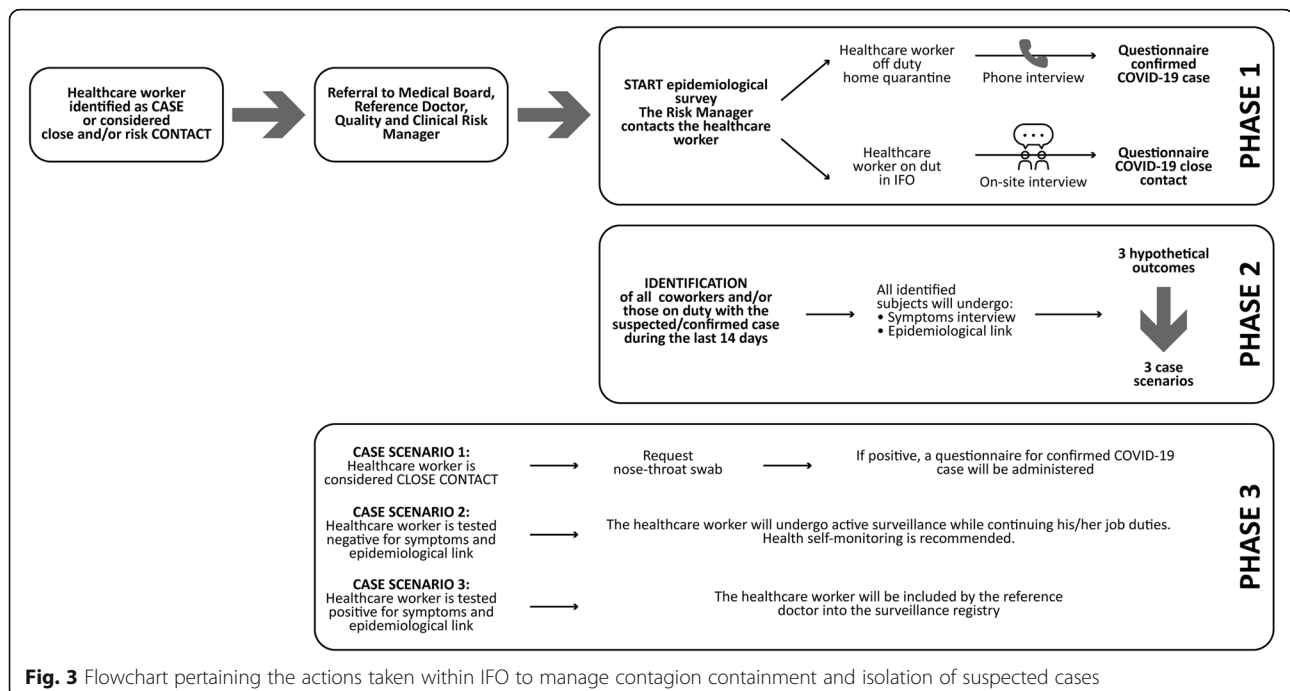 Healthcare worker
identified as CASE
or considered
close and/or risk CONTACT
Referral to Medical Board,
Reference Doctor,
Quality and Clinical Risk
Manager
START epidemiological
survey
The Risk Manager
contacts the healthcare
worker
Healthcare worker
off duty
home quarantine
Phone interview
Questionnaire
confirmed
COVID-19 case
Healthcare
worker on dut
in IFO
On-site interview
Questionnaire
COVID-19 close
contact
PHASE 1
IDENTIFICATION
of all coworkers and/or
those on duty with the
suspected/confirmed case
during the last 14 days
All identified
subjects will undergo:
• Symptoms interview
• Epidemiological link
3 hypothetical
outcomes
3 case
scenarios
PHASE 2
CASE SCENARIO 1:
Healthcare worker is
considered CLOSE CONTACT
Request
nose-throat swab
If positive, a questionnaire for confirmed COVID-19
case will be administered
CASE SCENARIO 2:
Healthcare worker is tested
negative for symptoms and
epidemiological link
The healthcare worker will undergo active surveillance while continuing his/her job duties.
Health self-monitoring is recommended.
CASE SCENARIO 3:
Healthcare worker is tested
positive for symptoms and
epidemiological link
The healthcare worker will be included by the reference
doctor into the surveillance registry
PHASE 3
Fig. 3 Flowchart pertaining the actions taken within IFO to manage contagion containment and isolation of suspected cases